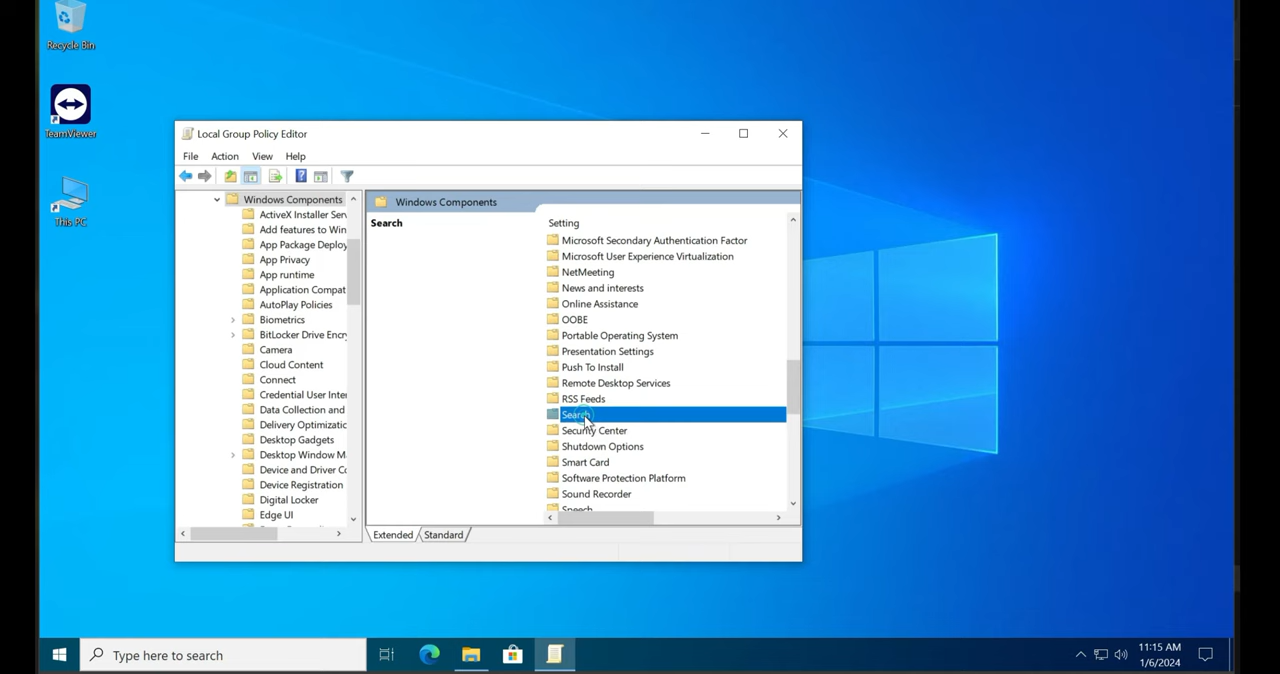 Recycle Bin
TeamViewer
This PC
Local Group Policy Editor
File Action View Help
Windows Components
ActiveX Installer Serv
Add features to Win
App Package Deploy
App Privacy
App runtime
Application Compat
AutoPlay Policies
Biometrics
BitLocker Drive Encry
Camera
Cloud Content
Connect
Credential User Inter
Data Collection and
Delivery Optimizatic
Desktop Gadgets
Desktop Window M
Device and Driver Co
Device Registration
Digital Locker
Edge UI
Windows Components
Search
Setting
Microsoft Secondary Authentication Factor
Microsoft User Experience Virtualization
NetMeeting
News and interests
Online Assistance
OOBE
Portable Operating System
Presentation Settings
Push To Install
Remote Desktop Services
RSS Feeds
Search
Security Center
Shutdown Options
Smart Card
Software Protection Platform
Sound Recorder
Speech
Extended Standard
Type here to search
11:15 AM
1/6/2024